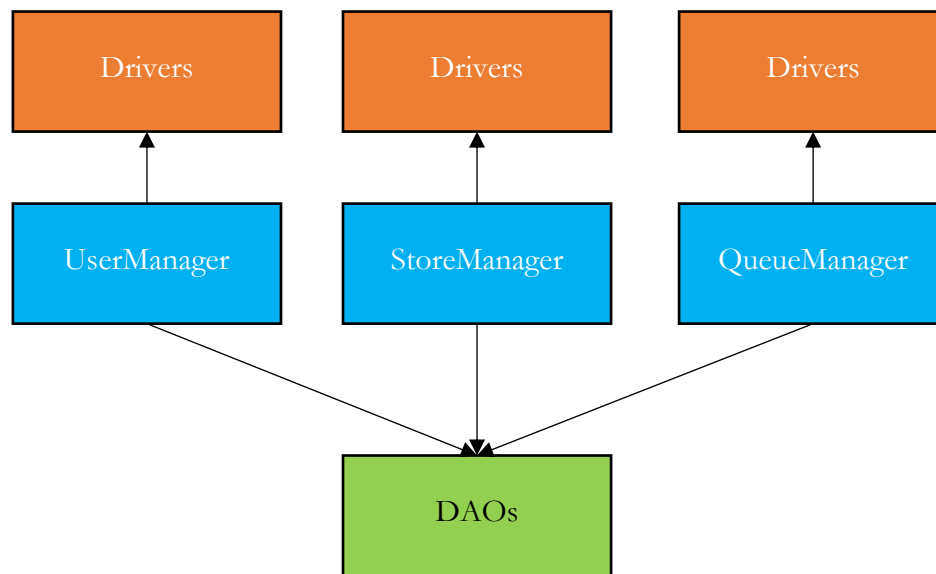 Drivers
Drivers
Drivers
UserManager
StoreManager
QueueManager
DAOs